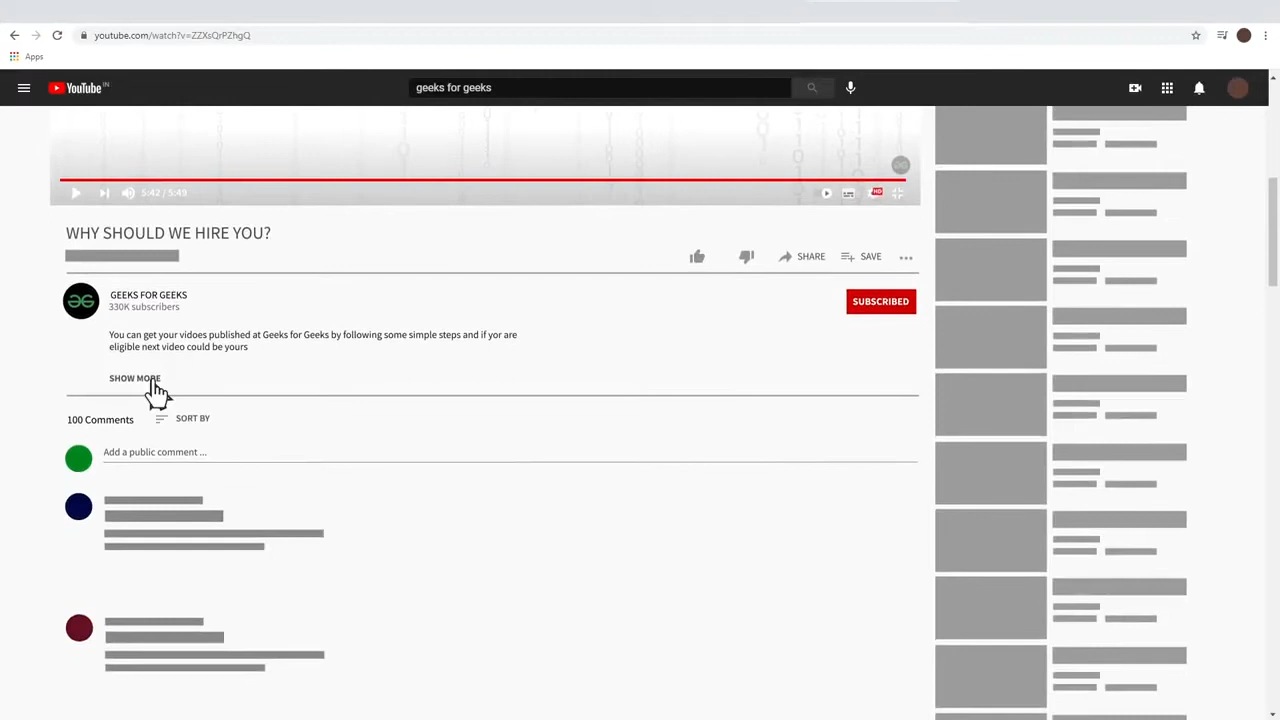 youtube.com/watch?v=ZZXsQrPZhgQ
Apps
YouTube IN
geeks for geeks
5:42 / 5:49
HD
WHY SHOULD WE HIRE YOU?
SHARE
SAVE
GEEKS FOR GEEKS
330K subscribers
SUBSCRIBED
You can get your vidoes published at Geeks for Geeks by following some simple steps and if yor are
eligible next video could be yours
SHOW MORE
100 Comments
SORT BY
Add a public comment ...